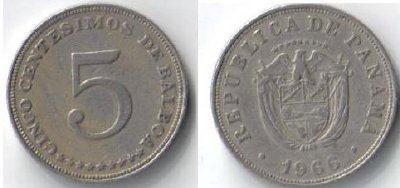 CINCO CENTESIMOS DE BALBOA
5
REPUBLICA DE PANAMA
· 1966 ·